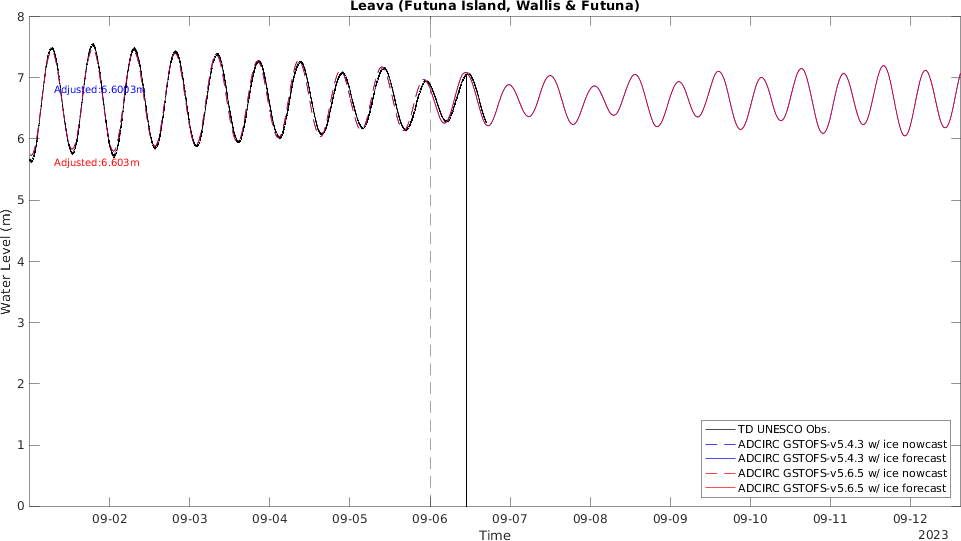 Leava (Futuna Island, Wallis & Futuna)
8
7
6
5
4
3
2
1
0
Water Level (m)
Adjusted:6.6003m
Adjusted:6.603m
TD UNESCO Obs.
ADCIRC GSTOFS-v5.4.3 w/ ice nowcast
ADCIRC GSTOFS-v5.4.3 w/ ice forecast
ADCIRC GSTOFS-v5.6.5 w/ ice nowcast
ADCIRC GSTOFS-v5.6.5 w/ ice forecast
09-02 09-03 09-04 09-05 09-06 09-07 09-08 09-09 09-10 09-11 09-12
Time
2023